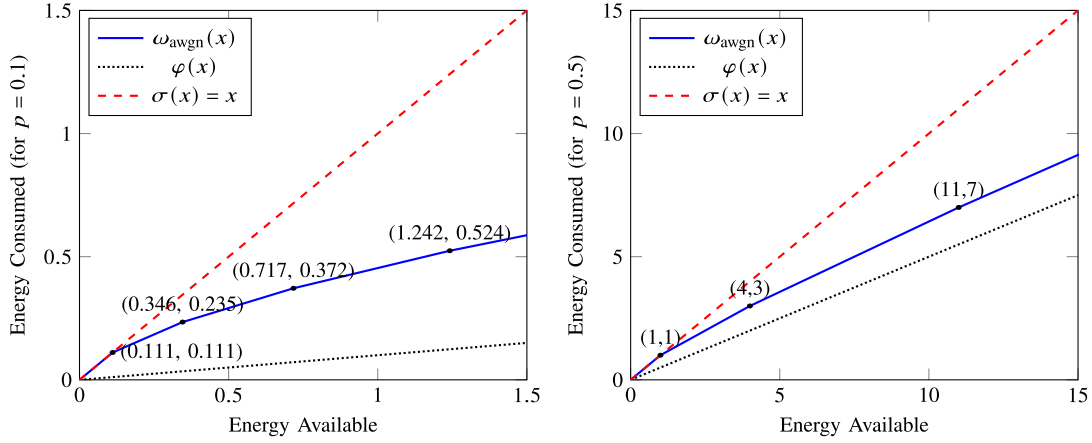 1.5
1
0.5
0
0
0.5
1
1.5
Energy Available
Energy Consumed (for p = 0.1)
ω_awgn(x)
φ(x)
σ(x) = x
(1.242, 0.524)
(0.717, 0.372)
(0.346, 0.235)
(0.111, 0.111)
15
10
5
0
0
5
10
15
Energy Available
Energy Consumed (for p = 0.5)
ω_awgn(x)
φ(x)
σ(x) = x
(11,7)
(4,3)
(1,1)